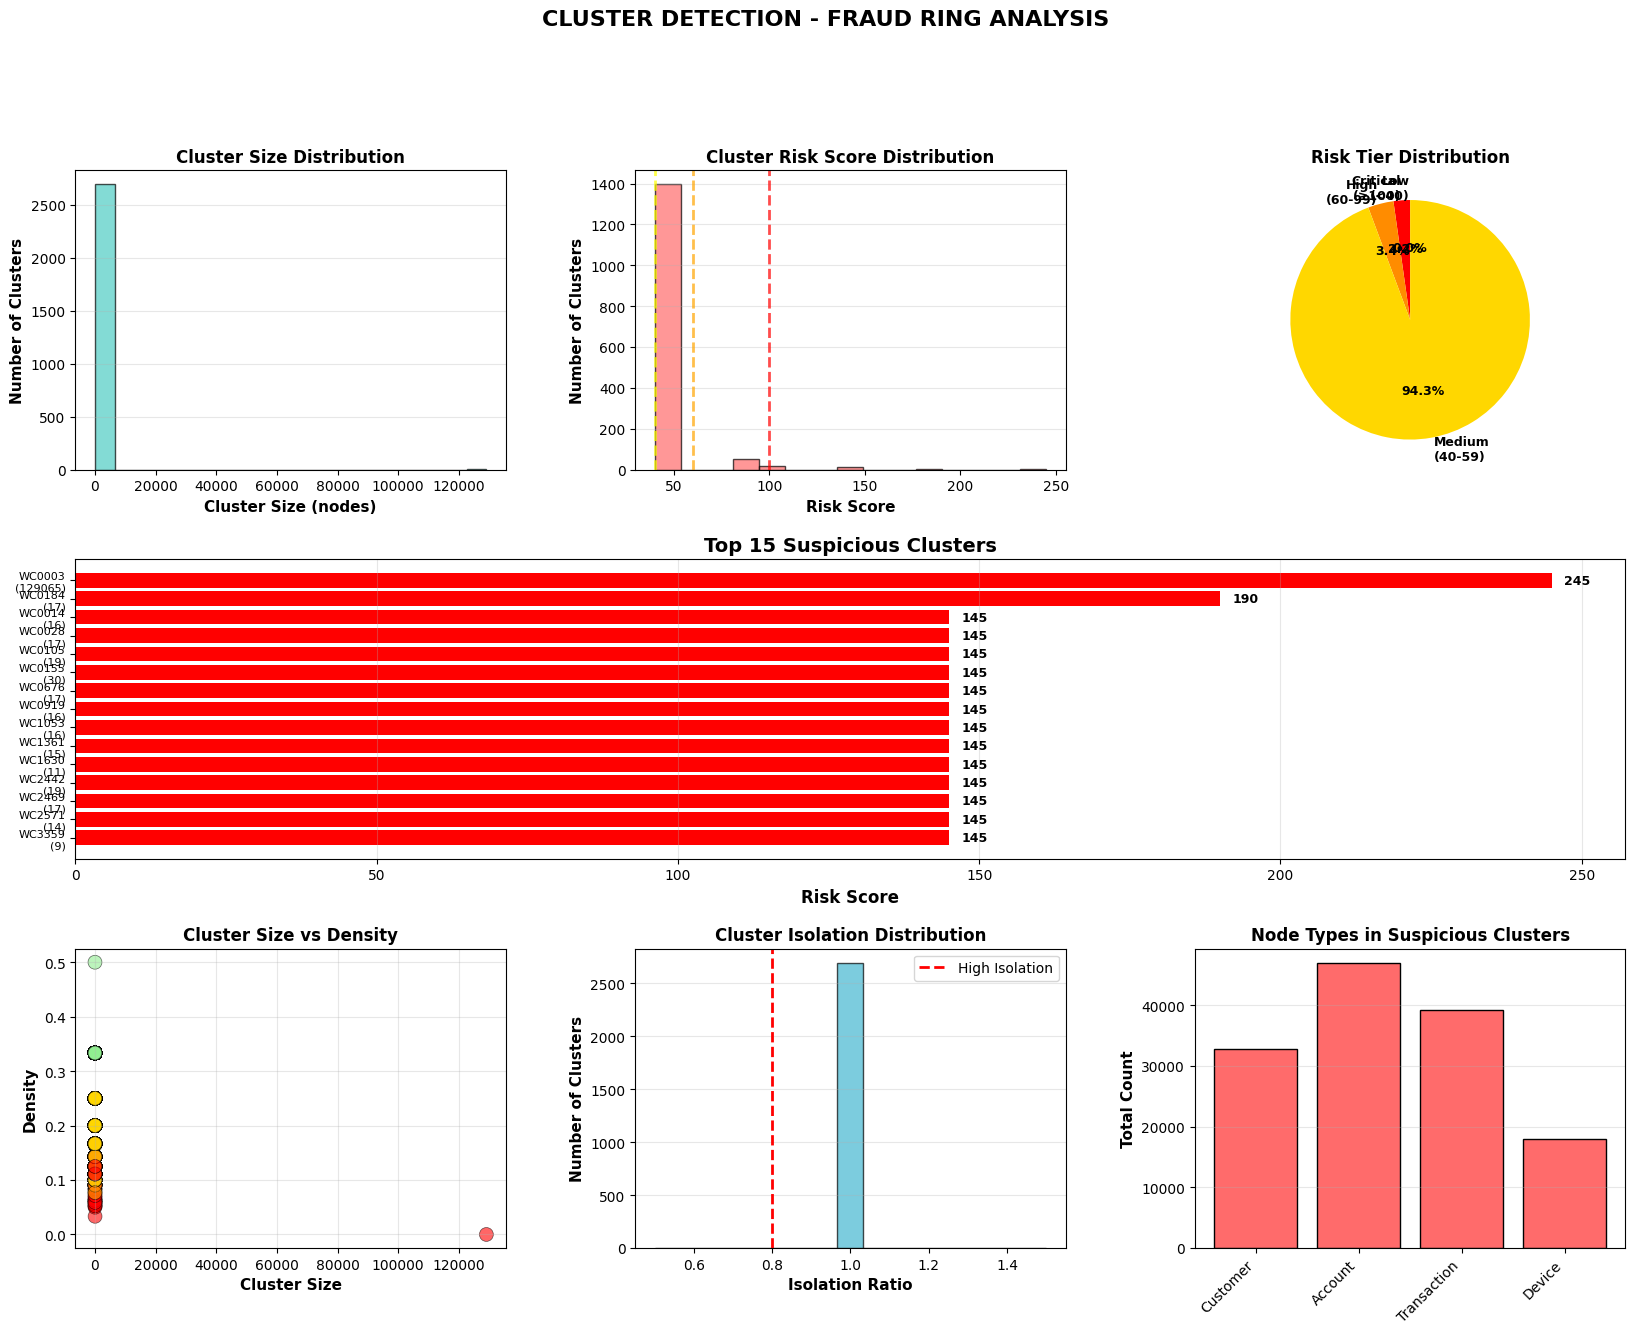 CLUSTER DETECTION - FRAUD RING ANALYSIS
Cluster Size Distribution
Number of Clusters
2500
2000
1500
1000
500
0
0 20000 40000 60000 80000 100000 120000
Cluster Size (nodes)
Cluster Risk Score Distribution
Number of Clusters
1400
1200
1000
800
600
400
200
0
50 100 150 200 250
Risk Score
Risk Tier Distribution
High
(60-99)
Critical
Low
3.4%
0.0%
94.3%
Medium
(40-59)
Top 15 Suspicious Clusters
WC0003
(129065)
245
WC0184
(17)
190
WC0014
(16)
145
WC0028
(17)
145
WC0105
(19)
145
WC0155
(30)
145
WC0676
(17)
145
WC0919
(16)
145
WC1053
(16)
145
WC1361
(15)
145
WC1630
(11)
145
WC2442
(19)
145
WC2469
(17)
145
WC2571
(14)
145
WC3359
(9)
145
0 50 100 150 200 250
Risk Score
Cluster Size vs Density
Density
0.5
0.4
0.3
0.2
0.1
0.0
0 20000 40000 60000 80000 100000 120000
Cluster Size
Cluster Isolation Distribution
High Isolation
Number of Clusters
2500
2000
1500
1000
500
0
0.6 0.8 1.0 1.2 1.4
Isolation Ratio
Node Types in Suspicious Clusters
Total Count
40000
30000
20000
10000
0
Customer
Account
Transaction
Device